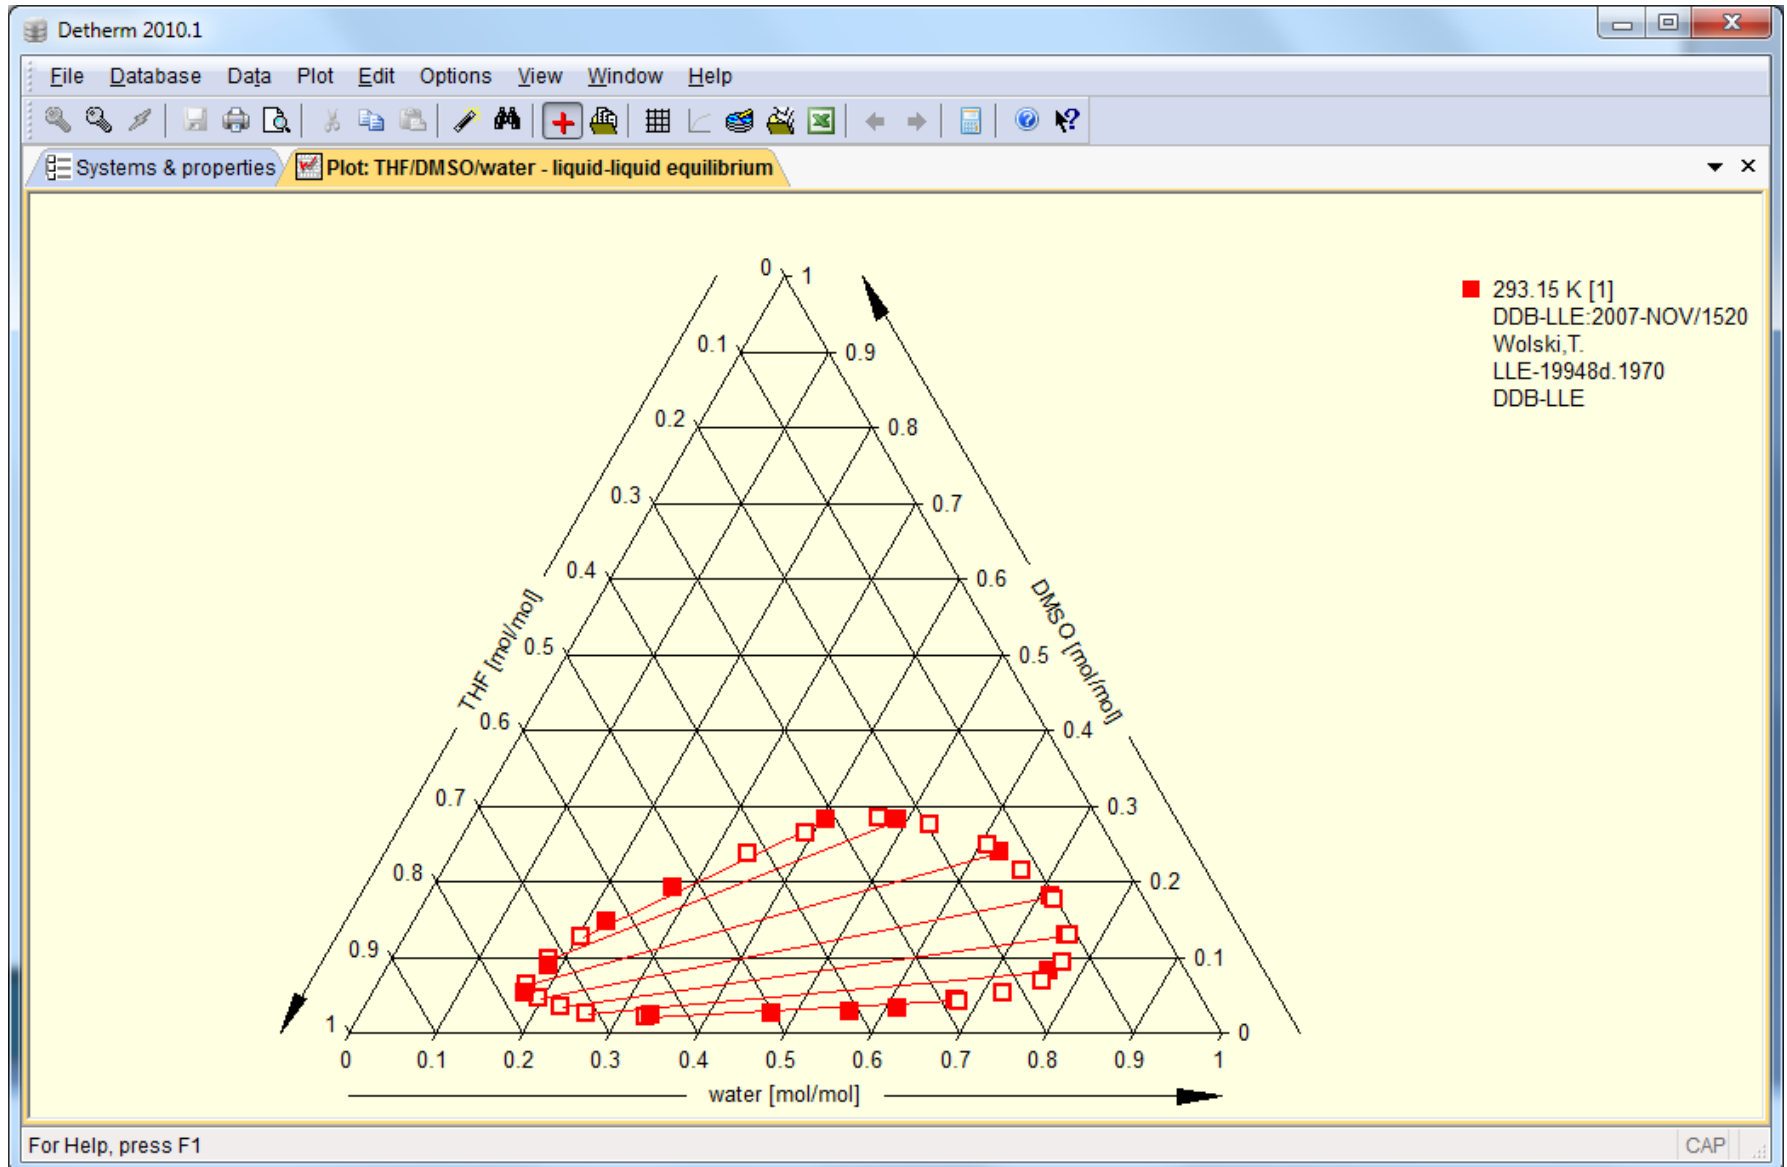 Detherm 2010.1
File Database Data Plot Edit Options View Window Help
Systems & properties
Plot: THF/DMSO/water - liquid-liquid equilibrium
293.15 K [1]
DDB-LLE:2007-NOV/1520
Wolski,T.
LLE-19948d.1970
DDB-LLE
0 1
0.1 0.9
0.2 0.8
0.3 0.7
0.4 0.6
THF [mol/mol]
DMSO [mol/mol]
0.5 0.5
0.6 0.4
0.7 0.3
0.8 0.2
0.9 0.1
1 0
0 0.1 0.2 0.3 0.4 0.5 0.6 0.7 0.8 0.9 1
water [mol/mol]
For Help, press F1
CAP